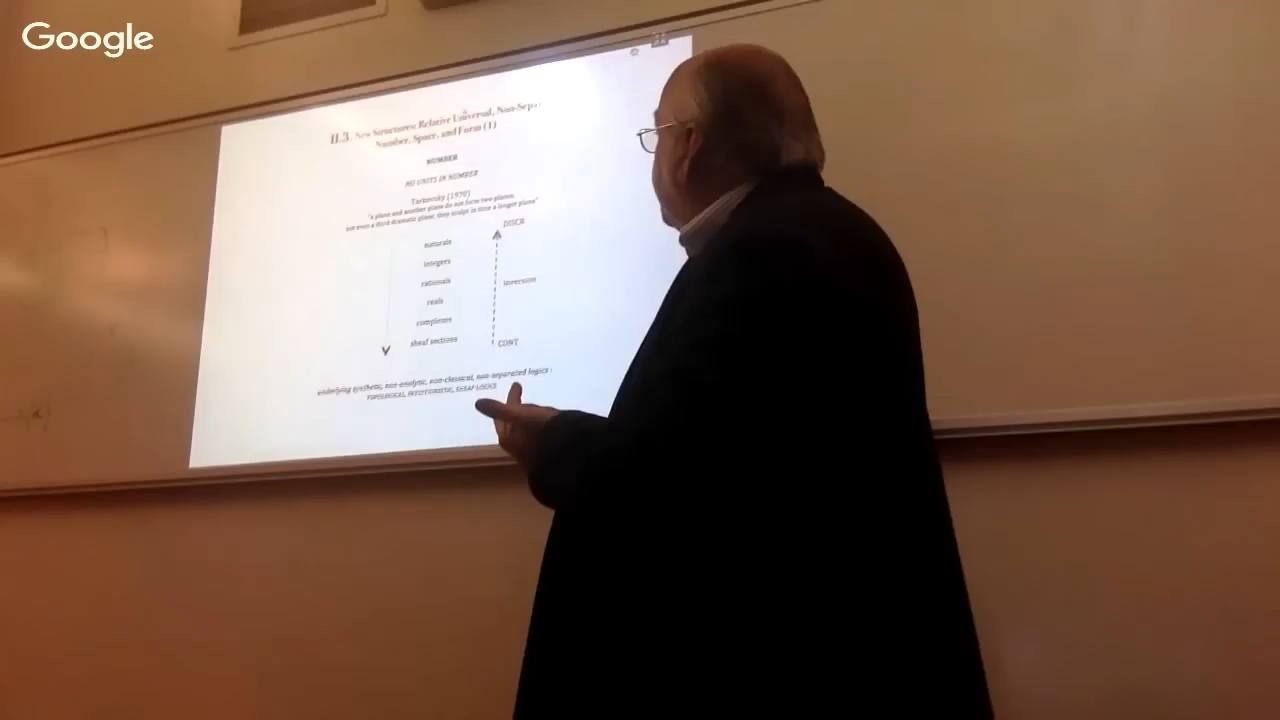 Google
II.3. New Structures: Relative Universal, Non-Sep
Number, Space, and Form (1)
NUMBER
NO UNITS IN NUMBER
Tarkovsky (1970)
"a plane and another plane do not form two planes,
not even a third dramatic plane; they sculpt in time a longer plane"
DISCR
naturals
integers
rationals
inversion
reals
complexes
sheaf sections
CONT
underlying synthetic, non-analytic, non-classical, non-separated logics :
TOPOLOGICAL, INTUITIONISTIC, SHEAF LOGICS